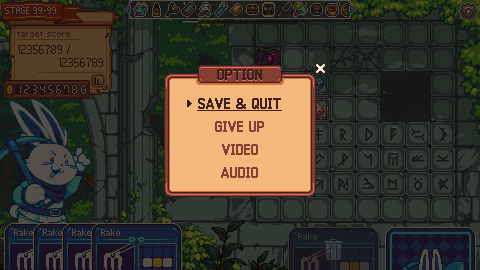 STAGE 99-99
target score
12356789 /
12356789
0123456786
OPTION
SAVE & QUIT
GIVE UP
VIDEO
AUDIO
Rake
Rake
Rake
Rake
Rake